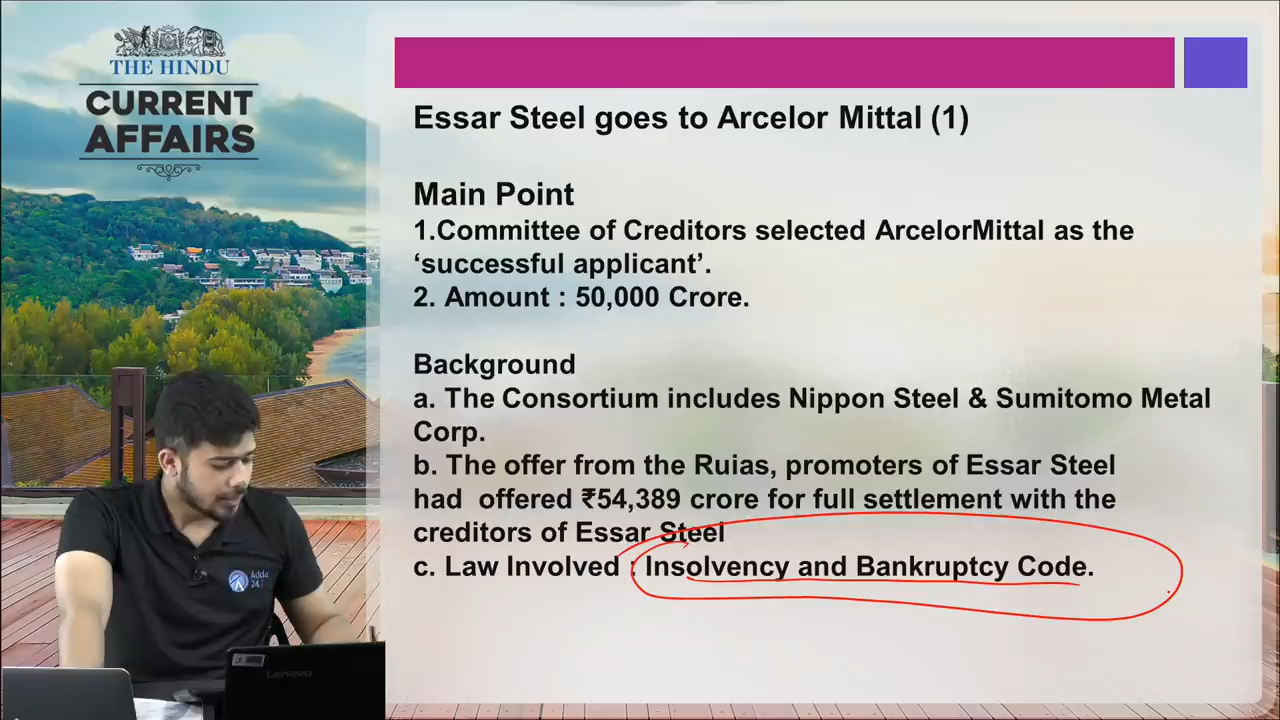 THE HINDU
CURRENT
AFFAIRS
Essar Steel goes to Arcelor Mittal (1)
Main Point
1.Committee of Creditors selected ArcelorMittal as the
‘successful applicant’.
2. Amount : 50,000 Crore.
Background
a. The Consortium includes Nippon Steel & Sumitomo Metal
Corp.
b. The offer from the Ruias, promoters of Essar Steel
had offered ₹54,389 crore for full settlement with the
creditors of Essar Steel
c. Law Involved : Insolvency and Bankruptcy Code.
Adda
247
Lenovo